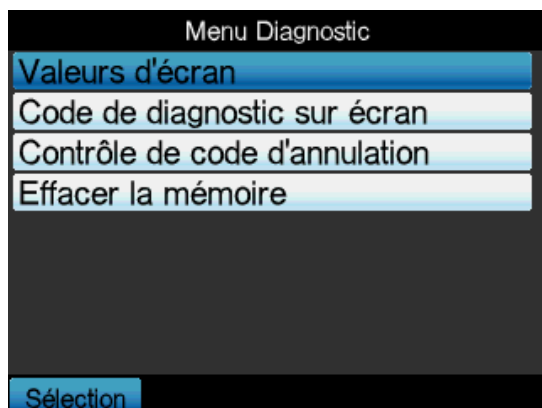 Menu Diagnostic
Valeurs d'écran
Code de diagnostic sur écran
Contrôle de code d'annulation
Effacer la mémoire
Sélection